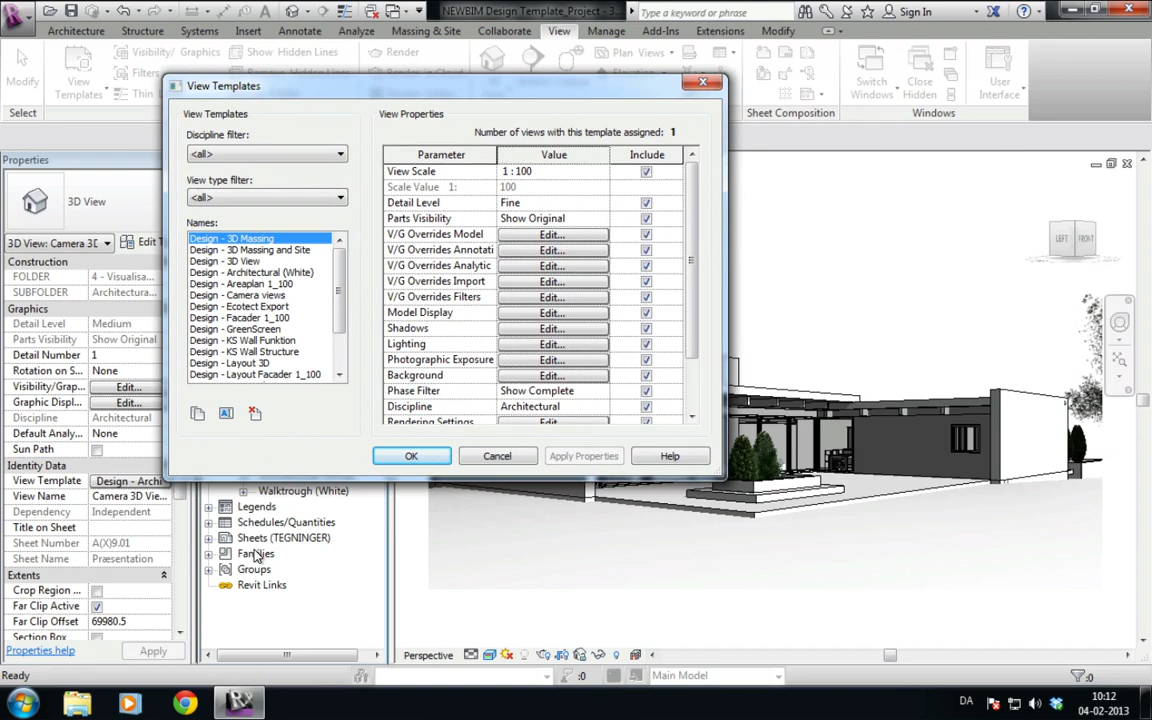 NEWBIM Design Template_Project - 3...
Type a keyword or phrase
Sign In
Architecture
Structure
Systems
Insert
Annotate
Analyze
Massing & Site
Collaborate
View
Manage
Add-Ins
Extensions
Modify
Modify
View
Templates
Visibility/ Graphics
Filters
Thin
Show Hidden Lines
Render
Plan Views
Switch
Windows
Close
Hidden
User
Interface
Select
Sheet Composition
Windows
View Templates
View Templates
Discipline filter:
<all>
View type filter:
<all>
Names:
Design - 3D Massing
Design - 3D Massing and Site
Design - 3D View
Design - Architectural (White)
Design - Areaplan 1_100
Design - Camera views
Design - Ecotect Export
Design - Facader 1_100
Design - GreenScreen
Design - KS Wall Funktion
Design - KS Wall Structure
Design - Layout 3D
Design - Layout Facader 1_100
View Properties
Number of views with this template assigned: 1
Parameter Value Include
View Scale 1 : 100
Scale Value 1: 100
Detail Level Fine
Parts Visibility Show Original
V/G Overrides Model Edit...
V/G Overrides Annotati Edit...
V/G Overrides Analytic Edit...
V/G Overrides Import Edit...
V/G Overrides Filters Edit...
Model Display Edit...
Shadows Edit...
Lighting Edit...
Photographic Exposure Edit...
Background Edit...
Phase Filter Show Complete
Discipline Architectural
Rendering Settings Edit
OK
Cancel
Apply Properties
Help
Properties
3D View
3D View: Camera 3D
Edit T
Construction
FOLDER 4 - Visualisa...
SUBFOLDER Architectura...
Graphics
Detail Level Medium
Parts Visibility Show Original
Detail Number 1
Rotation on S... None
Visibility/Grap... Edit...
Graphic Displ... Edit...
Discipline Architectural
Default Analy... None
Sun Path
Identity Data
View Template Design - Archi
View Name Camera 3D Vie...
Dependency Independent
Title on Sheet
Sheet Number A(X)9.01
Sheet Name Præsentation
Extents
Crop Region ...
Far Clip Active
Far Clip Offset 69980.5
Section Box
Properties help
Apply
Walktrough (White)
Legends
Schedules/Quantities
Sheets (TEGNINGER)
Families
Groups
Revit Links
LEFT
FRONT
Perspective
Ready
:0
Main Model
:0
DA
10:12
04-02-2013